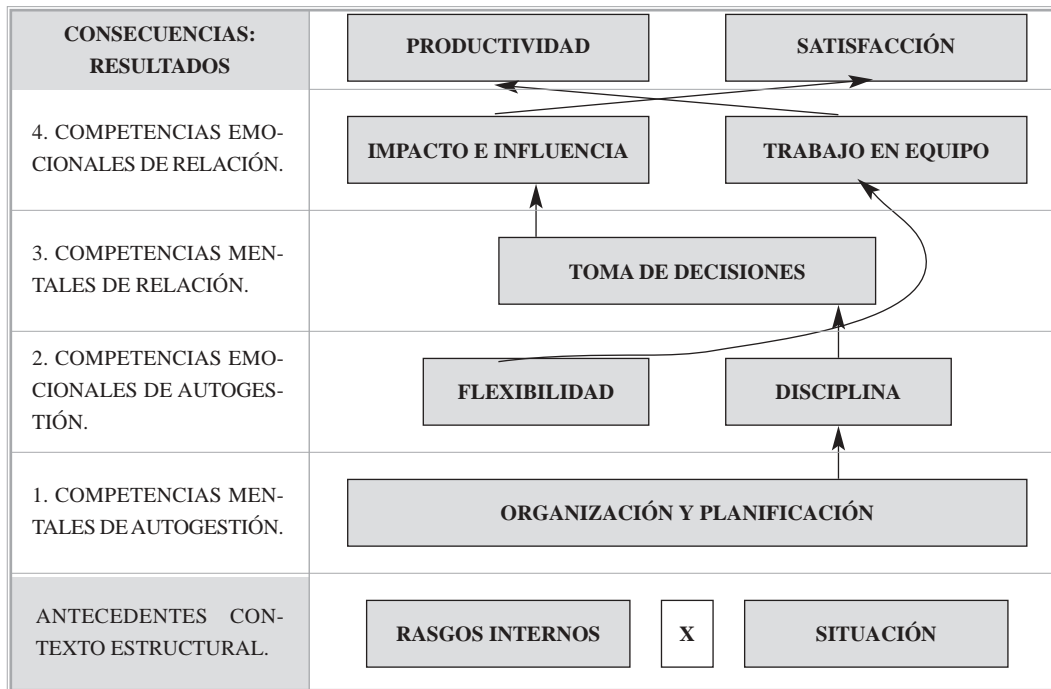 CONSECUENCIAS:
RESULTADOS
PRODUCTIVIDAD
SATISFACCIÓN
4. COMPETENCIAS EMO-
CIONALES DE RELACIÓN.
IMPACTO E INFLUENCIA
TRABAJO EN EQUIPO
3. COMPETENCIAS MEN-
TALES DE RELACIÓN.
TOMA DE DECISIONES
2. COMPETENCIAS EMO-
CIONALES DE AUTOGES-
TIÓN.
FLEXIBILIDAD
DISCIPLINA
1. COMPETENCIAS MEN-
TALES DE AUTOGESTIÓN.
ORGANIZACIÓN Y PLANIFICACIÓN
ANTECEDENTES CON-
TEXTO ESTRUCTURAL.
RASGOS INTERNOS
X
SITUACIÓN